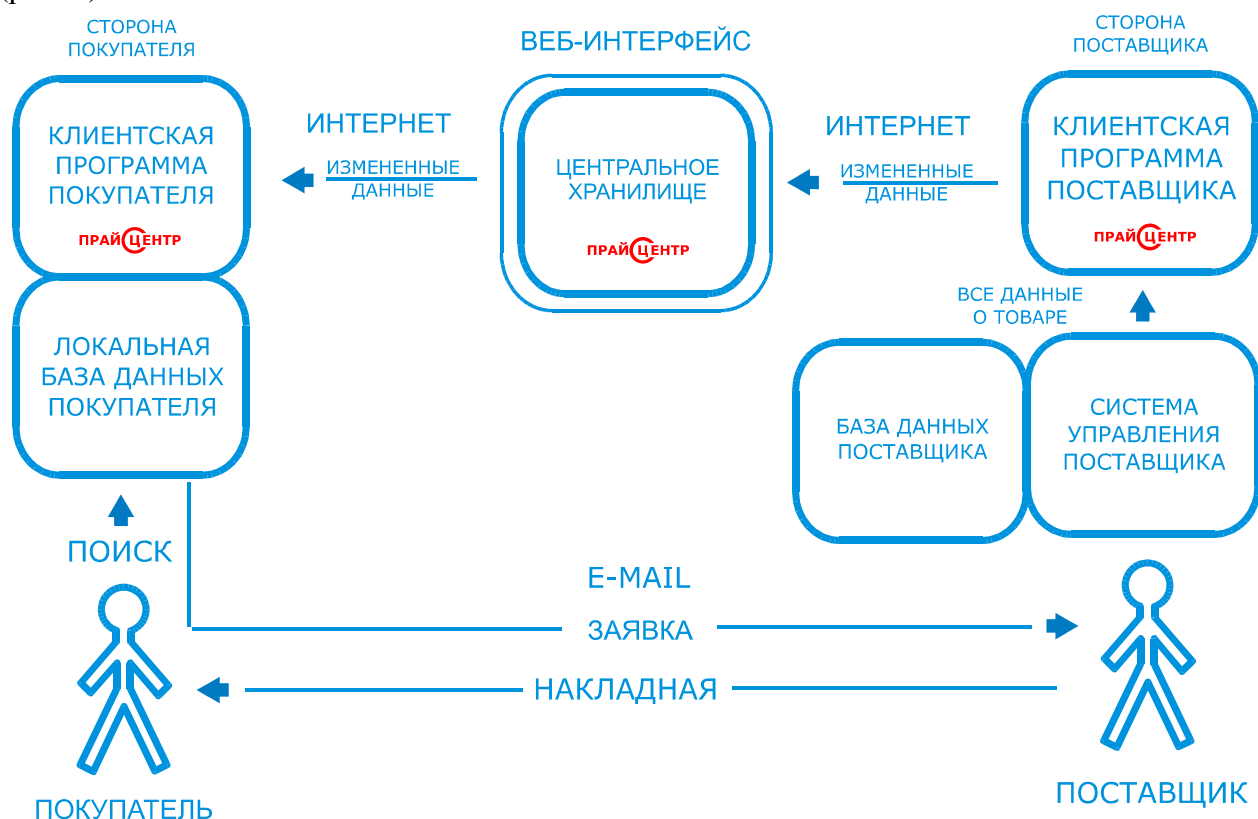 СТОРОНА
ПОКУПАТЕЛЯ
ВЕБ-ИНТЕРФЕЙС
СТОРОНА
ПОСТАВЩИКА
КЛИЕНТСКАЯ
ПРОГРАММА
ПОКУПАТЕЛЯ
ПРАЙСЦЕНТР
ИНТЕРНЕТ
ИЗМЕНЕННЫЕ
ДАННЫЕ
ЦЕНТРАЛЬНОЕ
ХРАНИЛИЩЕ
ПРАЙСЦЕНТР
ИНТЕРНЕТ
ИЗМЕНЕННЫЕ
ДАННЫЕ
КЛИЕНТСКАЯ
ПРОГРАММА
ПОСТАВЩИКА
ПРАЙСЦЕНТР
ВСЕ ДАННЫЕ
О ТОВАРЕ
ЛОКАЛЬНАЯ
БАЗА ДАННЫХ
ПОКУПАТЕЛЯ
БАЗА ДАННЫХ
ПОСТАВЩИКА
СИСТЕМА
УПРАВЛЕНИЯ
ПОСТАВЩИКА
ПОИСК
E-MAIL
ЗАЯВКА
НАКЛАДНАЯ
ПОКУПАТЕЛЬ
ПОСТАВЩИК